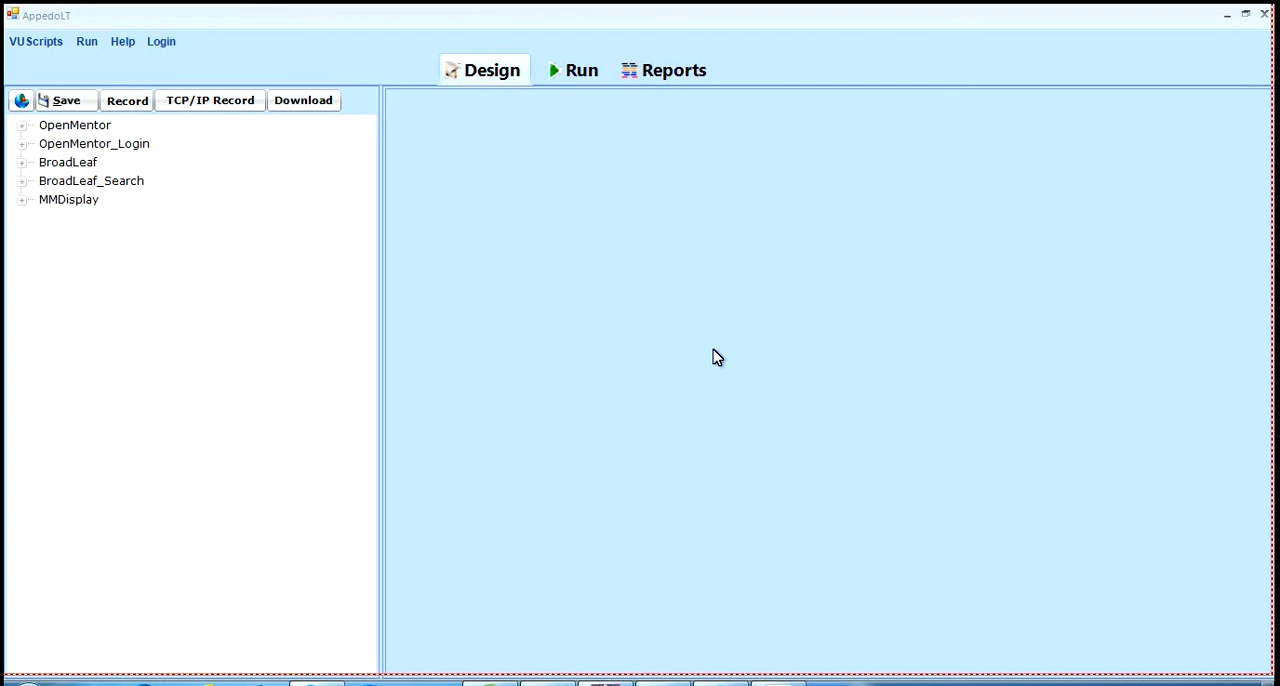 AppedoLT
VUScripts Run Help Login
Design Run Reports
Save Record TCP/IP Record Download
OpenMentor
OpenMentor_Login
BroadLeaf
BroadLeaf_Search
MMDisplay